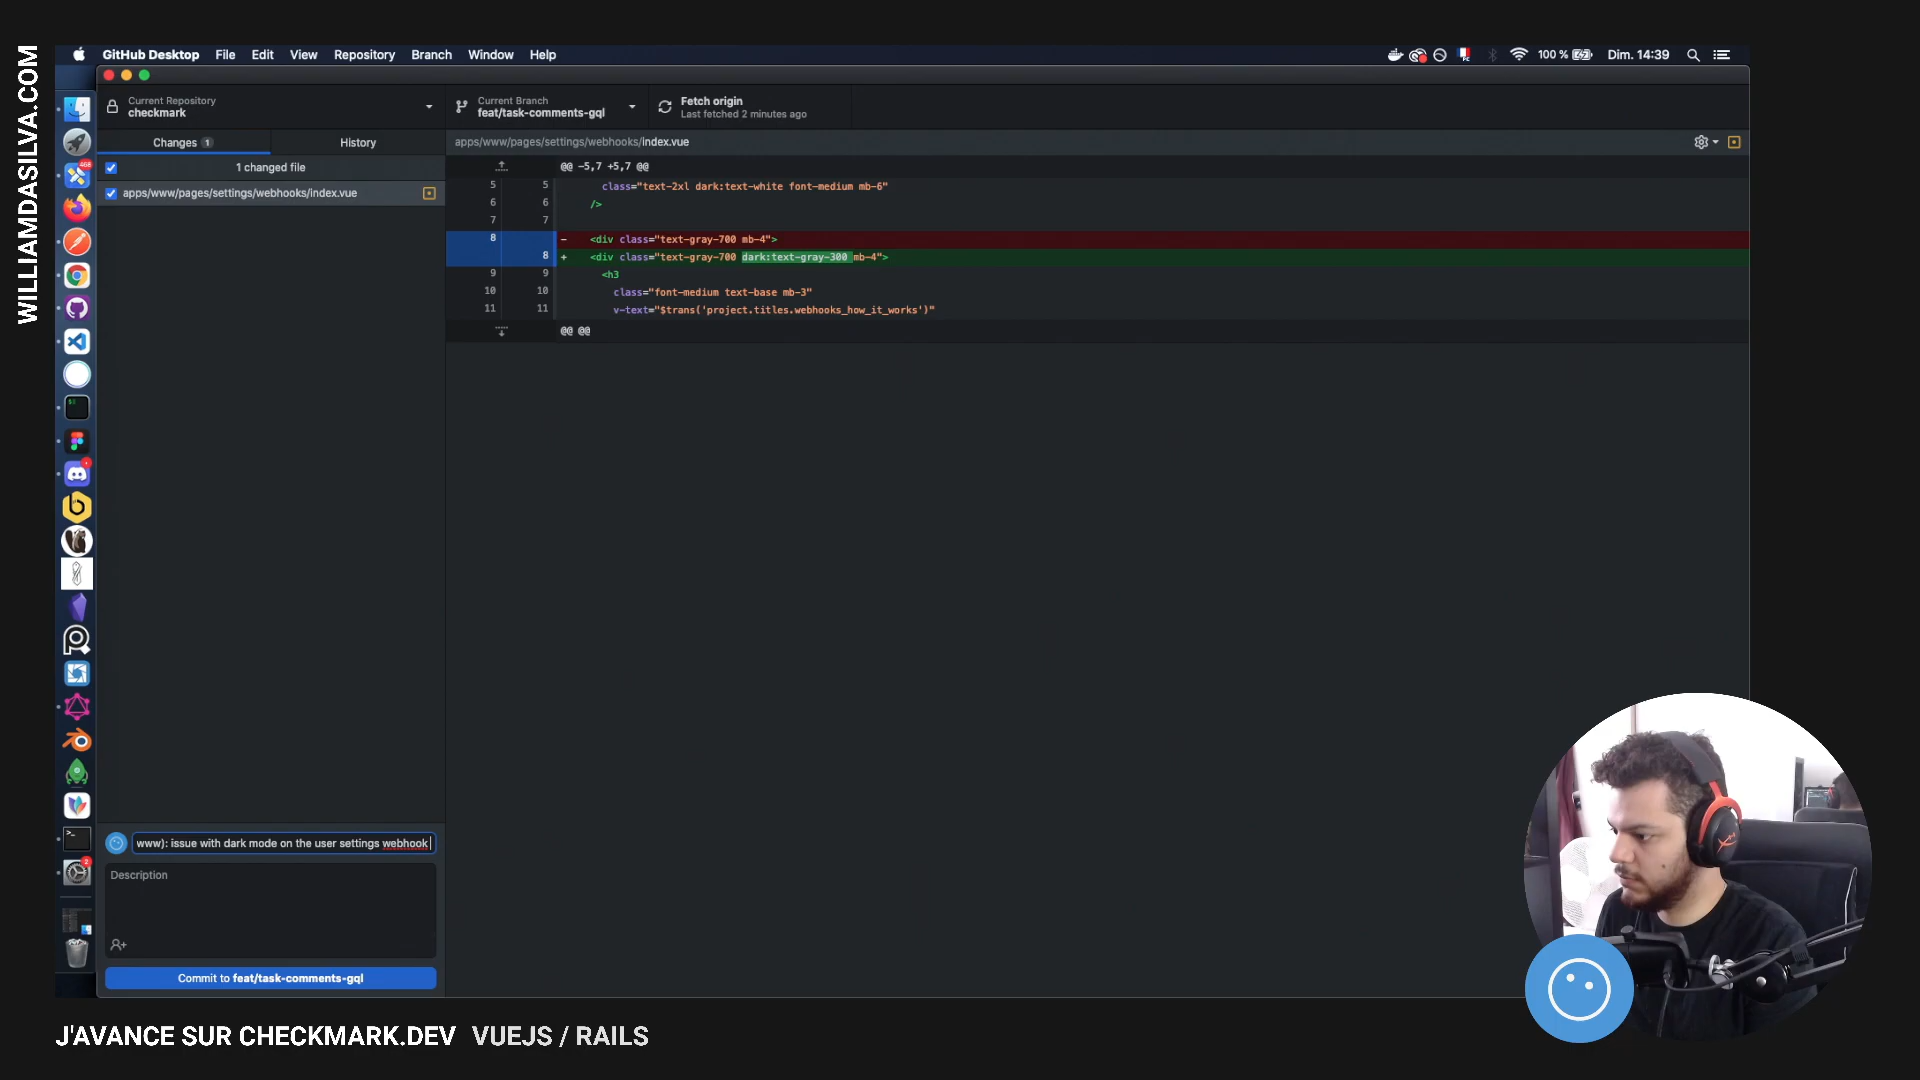 WILLIAMDASILVA.COM
GitHub Desktop File Edit View Repository Branch Window Help
100 % Dim. 14:39
Current Repository
checkmark
Current Branch
feat/task-comments-gql
Fetch origin
Last fetched 2 minutes ago
Changes 1 History
apps/www/pages/settings/webhooks/index.vue
1 changed file
apps/www/pages/settings/webhooks/index.vue
@@ -5,7 +5,7 @@
5 5 class="text-2xl dark:text-white font-medium mb-6"
6 6 />
7 7
8 - <div class="text-gray-700 mb-4">
8 + <div class="text-gray-700 dark:text-gray-300 mb-4">
9 9 <h3
10 10 class="font-medium text-base mb-3"
11 11 v-text="$trans('project.titles.webhooks_how_it_works')"
@@ @@
www): issue with dark mode on the user settings webhook
Description
Commit to feat/task-comments-gql
J'AVANCE SUR CHECKMARK.DEV VUEJS / RAILS